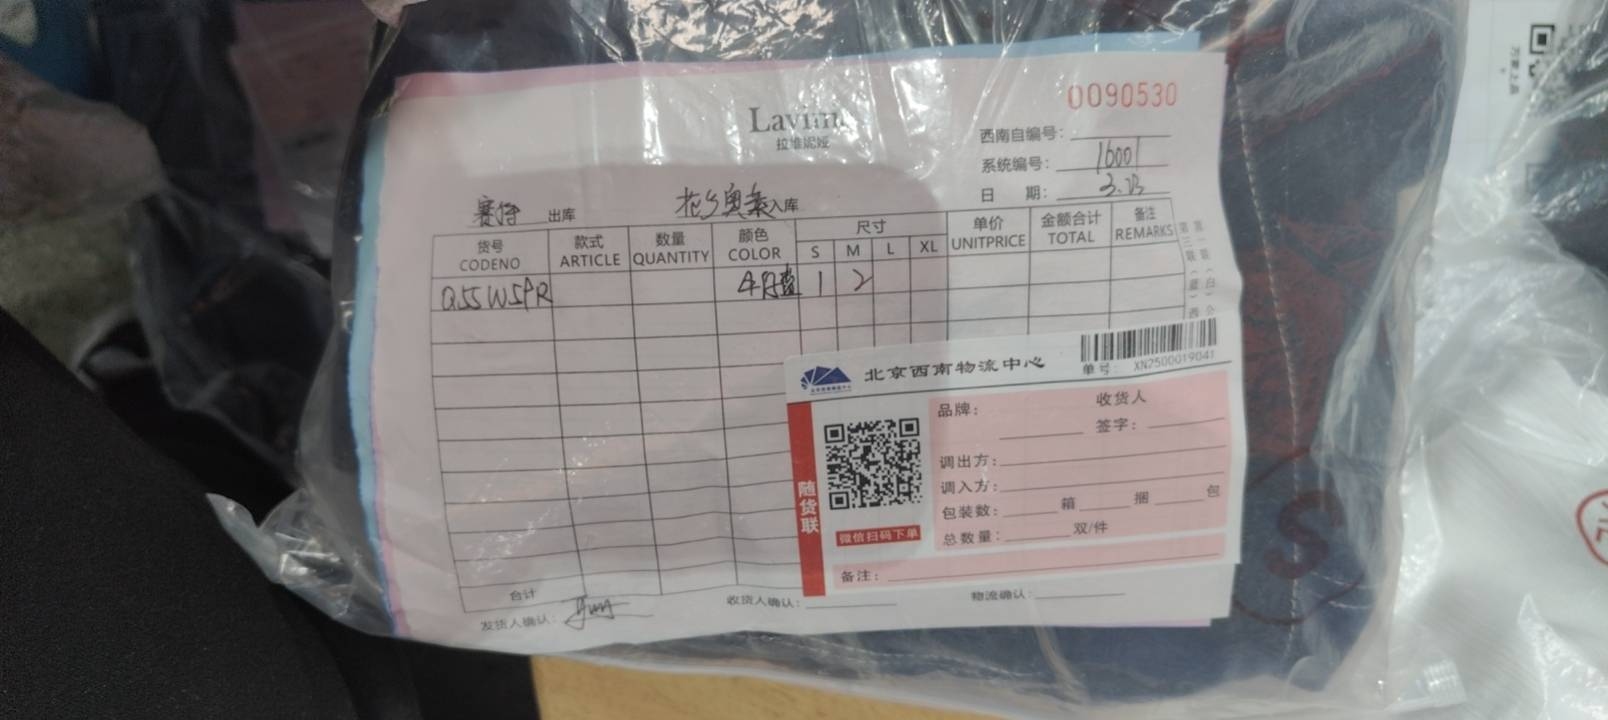 0090530
拉维妮娅
西南自编号:
系统编号: 16001
日 期: 3.23
赛特 出库 入库
货号 款式 数量 颜色 尺寸 单价 金额合计 备注
CODENO ARTICLE QUANTITY COLOR S M L XL UNITPRICE TOTAL REMARKS
Q55W5PR 1 2
北京西南物流中心
单号: XN2500019041
品牌: 收货人
签字:
调出方:
调入方:
包装数: 箱 捆 包
总数量: 双/件
备注:
随货联
微信扫码下单
合计
发货人确认: 收货人确认: 物流确认:
S